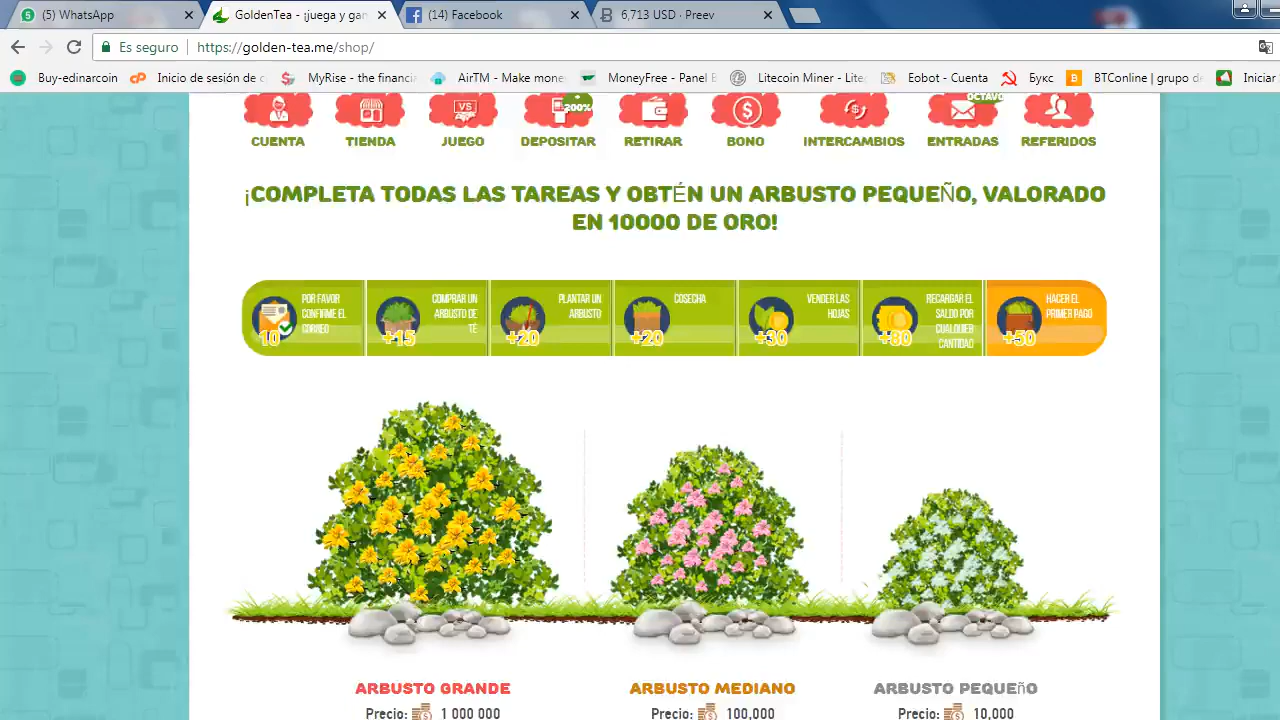 (5) WhatsApp
GoldenTea - ¡juega y gan
(14) Facebook
6,713 USD · Preev
Es seguro
https://golden-tea.me/shop/
Buy-edinarcoin
Inicio de sesión de c
MyRise - the financia
AirTM - Make mone
MoneyFree - Panel B
Litecoin Miner - Lite
Eobot - Cuenta
Букс
BTConline | grupo de
Iniciar
200%
OCTAVO
CUENTA
TIENDA
JUEGO
DEPOSITAR
RETIRAR
BONO
INTERCAMBIOS
ENTRADAS
REFERIDOS
¡COMPLETA TODAS LAS TAREAS Y OBTÉN UN ARBUSTO PEQUEÑO, VALORADO
EN 10000 DE ORO!
POR FAVOR
CONFIRME EL
CORREO
10
COMPRAR UN
ARBUSTO DE
TÉ
+15
PLANTAR UN
ARBUSTO
+20
COSECHA
+20
VENDER LAS
HOJAS
+30
RECARGAR EL
SALDO POR
CUALQUIER
CANTIDAD
+80
HACER EL
PRIMER PAGO
+50
ARBUSTO GRANDE
ARBUSTO MEDIANO
ARBUSTO PEQUEñO
Precio: 1 000 000
Precio: 100,000
Precio: 10,000